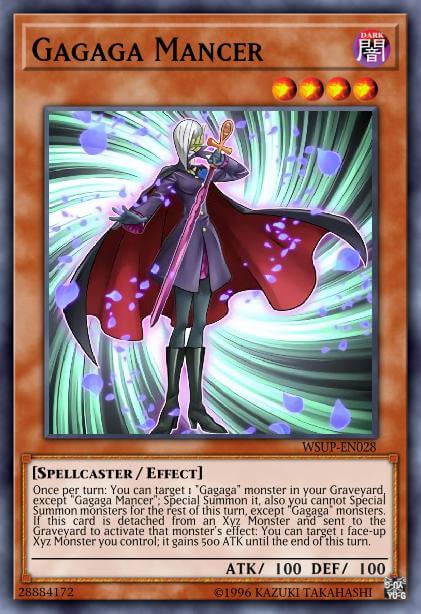 Gagaga Mancer
DARK
闇
WSUP-EN028
[Spellcaster / Effect]
Once per turn: You can target 1 "Gagaga" monster in your Graveyard,
except "Gagaga Mancer"; Special Summon it, also you cannot Special
Summon monsters for the rest of this turn, except "Gagaga" monsters.
If this card is detached from an Xyz Monster and sent to the
Graveyard to activate that monster's effect: You can target 1 face-up
Xyz Monster you control; it gains 500 ATK until the end of this turn.
ATK/ 100 DEF/ 100
28884172
©1996 KAZUKI TAKAHASHI